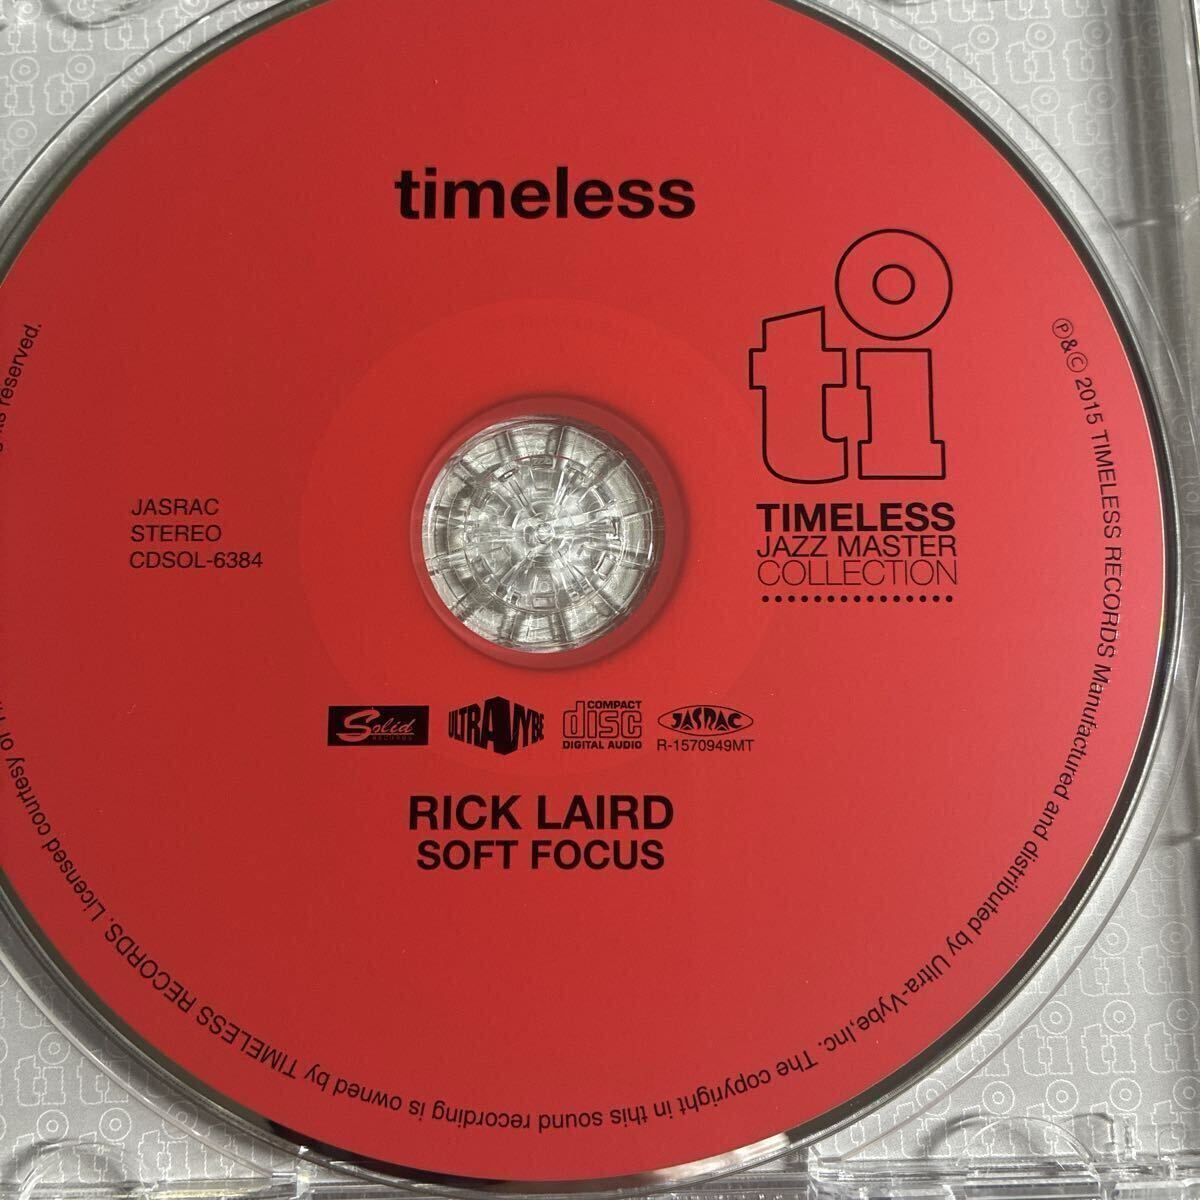 timeless
ti
TIMELESS
JAZZ MASTER
COLLECTION
JASRAC
STEREO
CDSOL-6384
Solid
RECORDS
ULTRA VYBE
COMPACT
disc
DIGITAL AUDIO
JASRAC
R-1570949MT
RICK LAIRD
SOFT FOCUS
Ⓟ&Ⓒ 2015 TIMELESS RECORDS Manufactured and distributed by Ultra-Vybe,Inc. The copyright in this sound recording is owned by TIMELESS RECORDS. Licensed courtesy of
reserved.